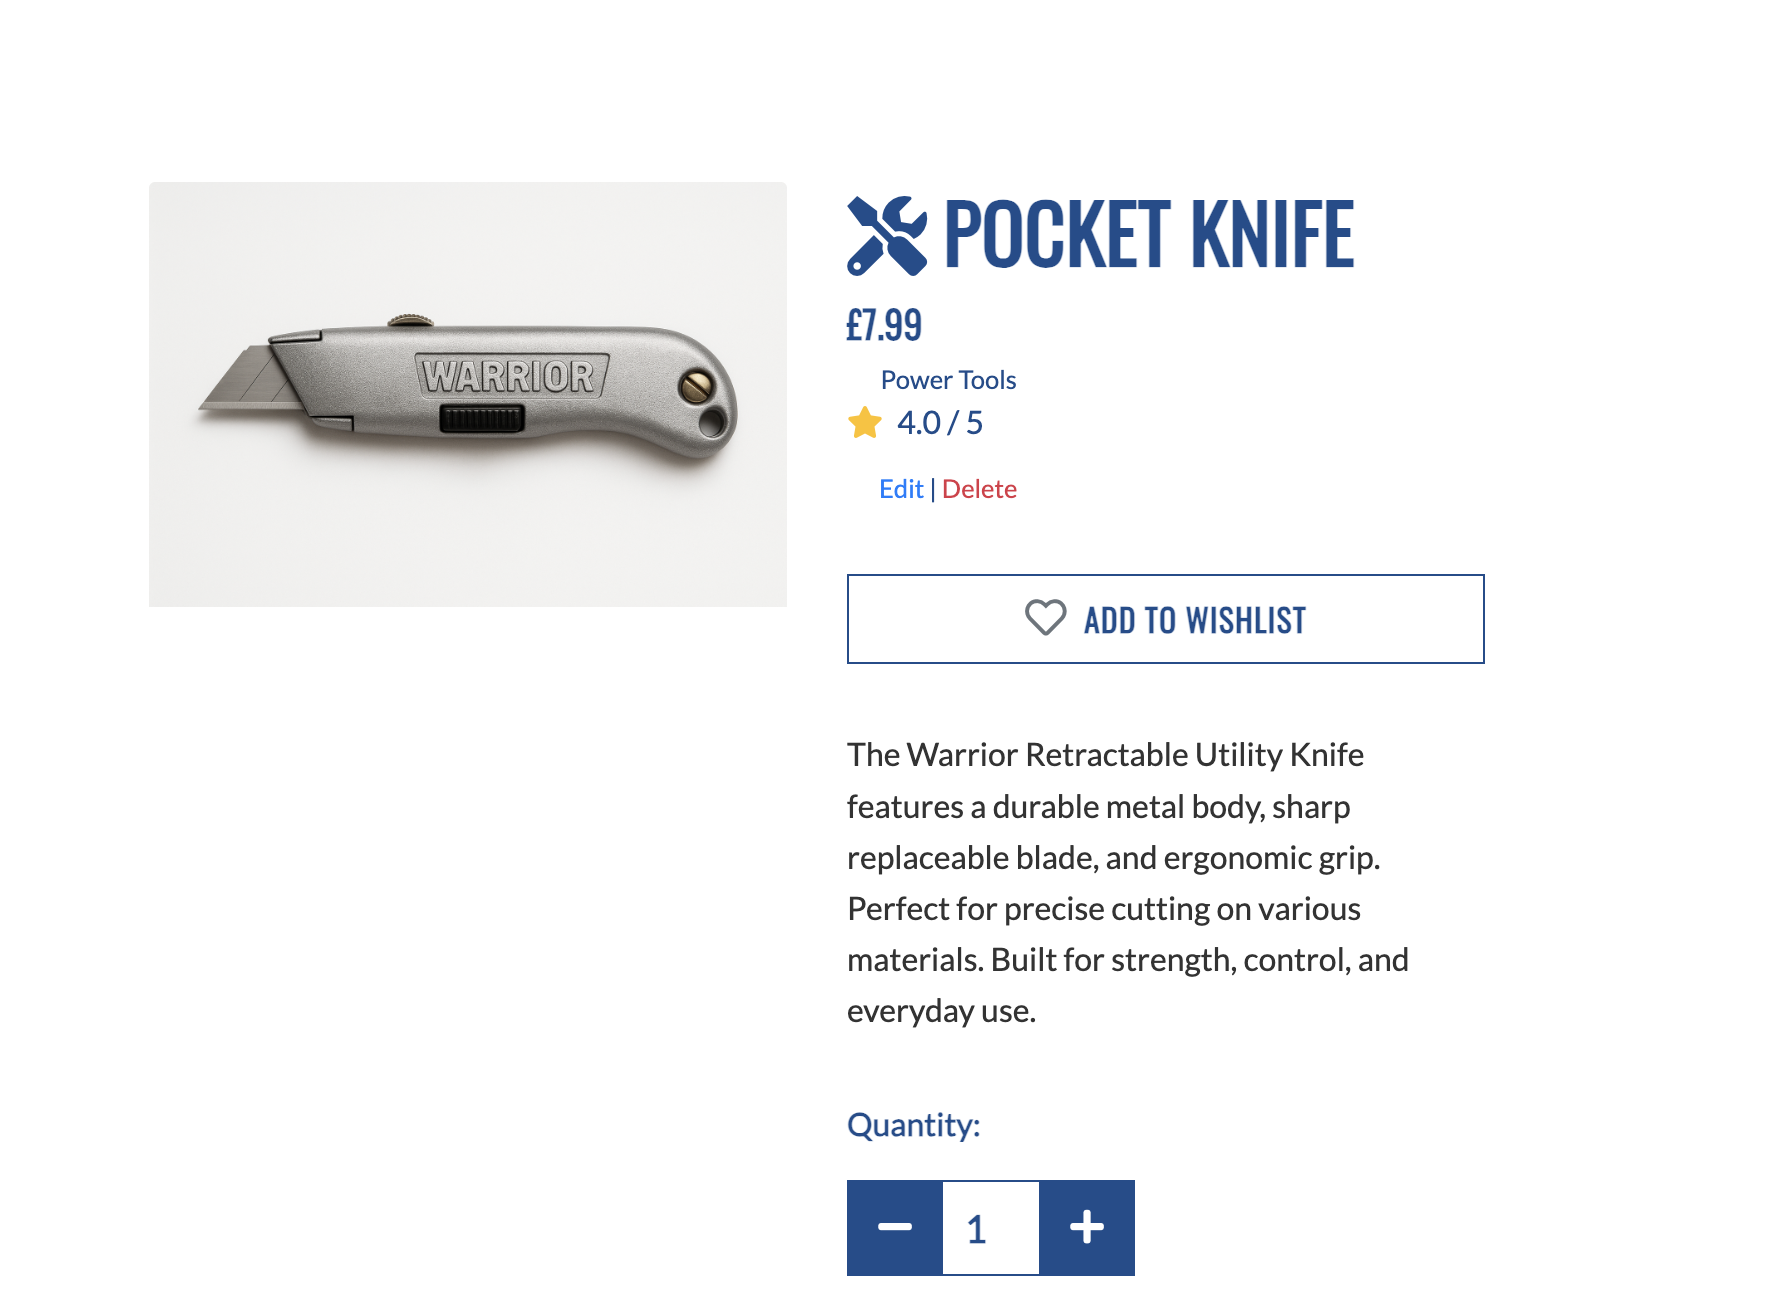 WARRIOR
POCKET KNIFE
£7.99
Power Tools
4.0 / 5
Edit | Delete
ADD TO WISHLIST
The Warrior Retractable Utility Knife
features a durable metal body, sharp
replaceable blade, and ergonomic grip.
Perfect for precise cutting on various
materials. Built for strength, control, and
everyday use.
Quantity:
1